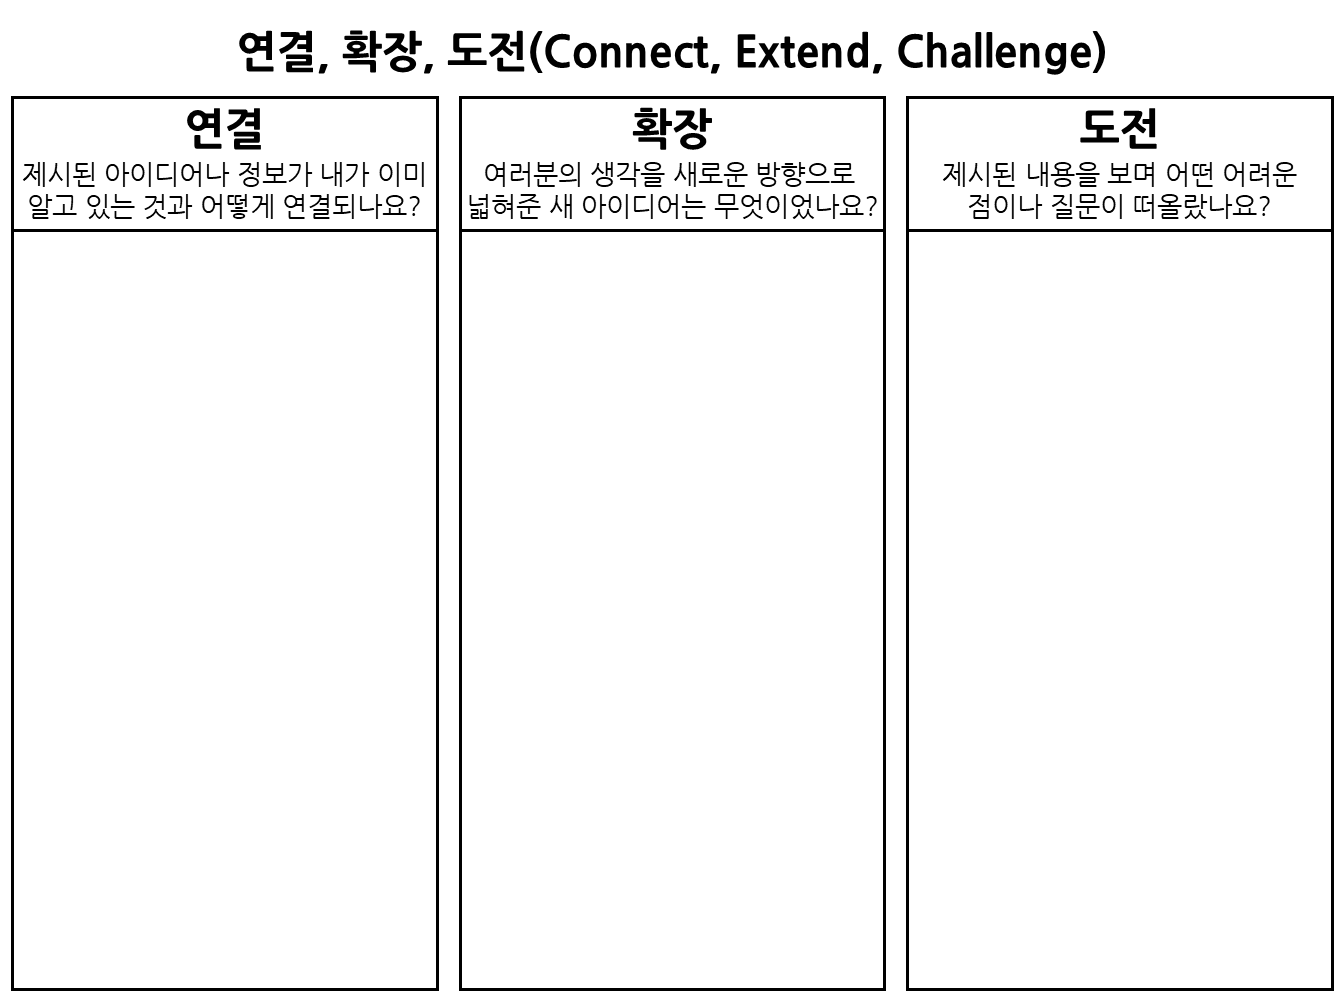 연결, 확장, 도전(Connect, Extend, Challenge)
연결
제시된 아이디어나 정보가 내가 이미
알고 있는 것과 어떻게 연결되나요?
확장
여러분의 생각을 새로운 방향으로
넓혀준 새 아이디어는 무엇이었나요?
도전
제시된 내용을 보며 어떤 어려운
점이나 질문이 떠올랐나요?